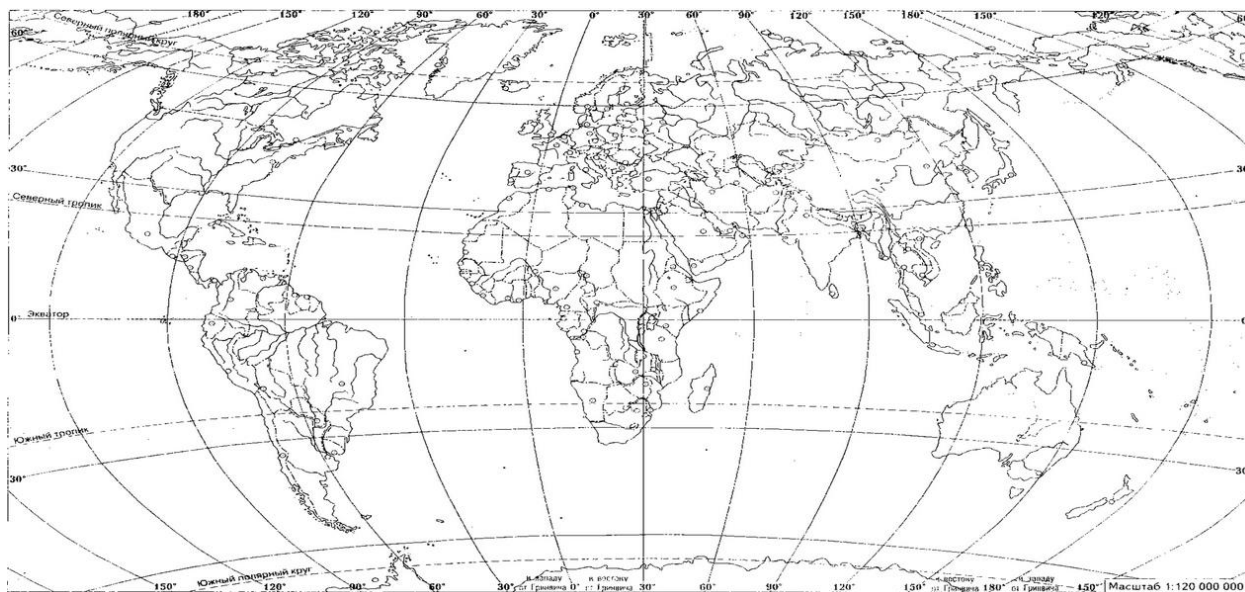 180° 150° 120° 90° 60° 30° 0° 30° 60° 90° 120° 150° 180° 150° 120°
Северный полярный круг
60° 60
30° 30
Северный тропик
Экватор
0° 0
Южный тропик
30° 30
Южный полярный круг
к западу от Гринвича к востоку от Гринвича к востоку от Гринвича к западу от Гринвича
150° 120° 90° 60° 30° 0° 30° 60° 90° 120° 150° 180° 150°
Масштаб 1:120 000 000